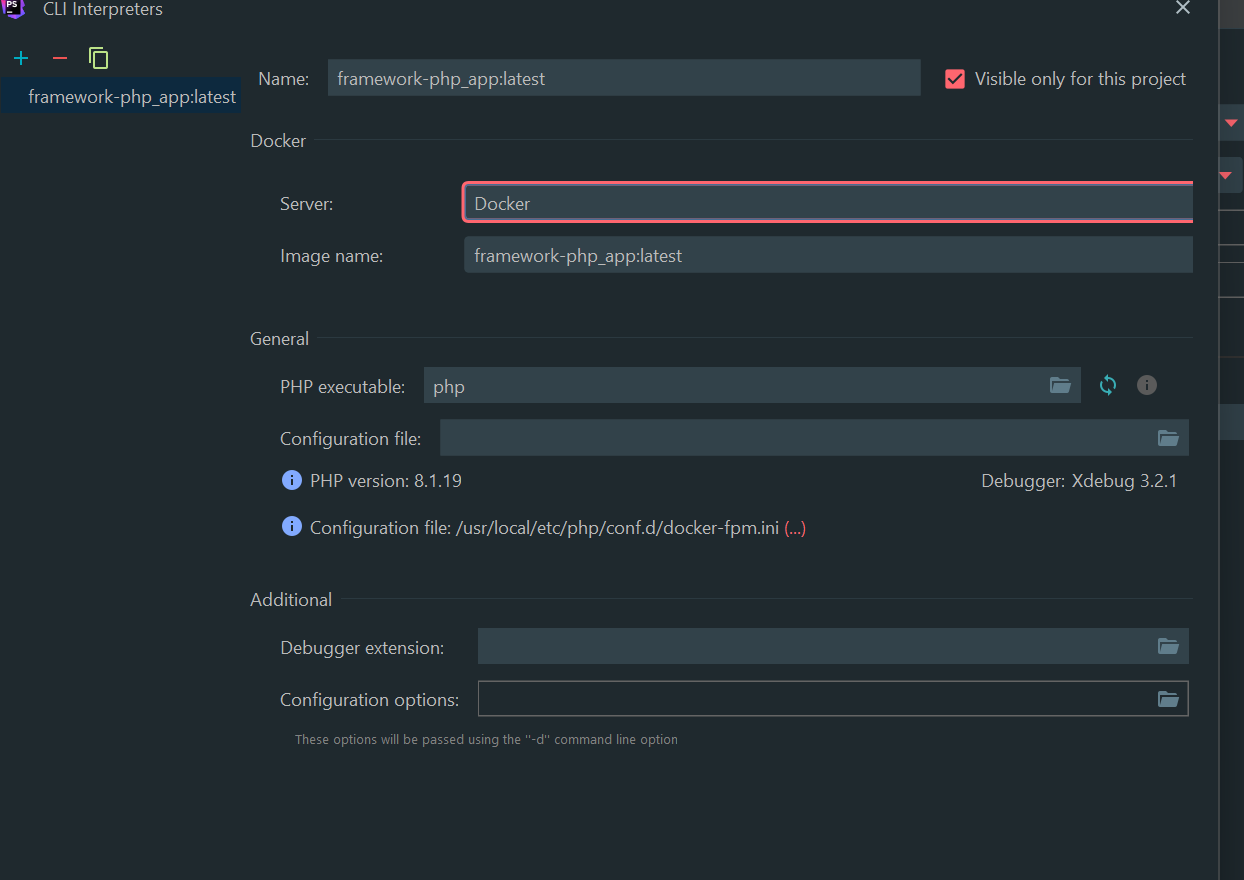 PS
CLI Interpreters
framework-php_app:latest
Name: framework-php_app:latest Visible only for this project
Docker
Server: Docker
Image name: framework-php_app:latest
General
PHP executable: php
Configuration file:
PHP version: 8.1.19 Debugger: Xdebug 3.2.1
Configuration file: /usr/local/etc/php/conf.d/docker-fpm.ini (...)
Additional
Debugger extension:
Configuration options:
These options will be passed using the "-d" command line option